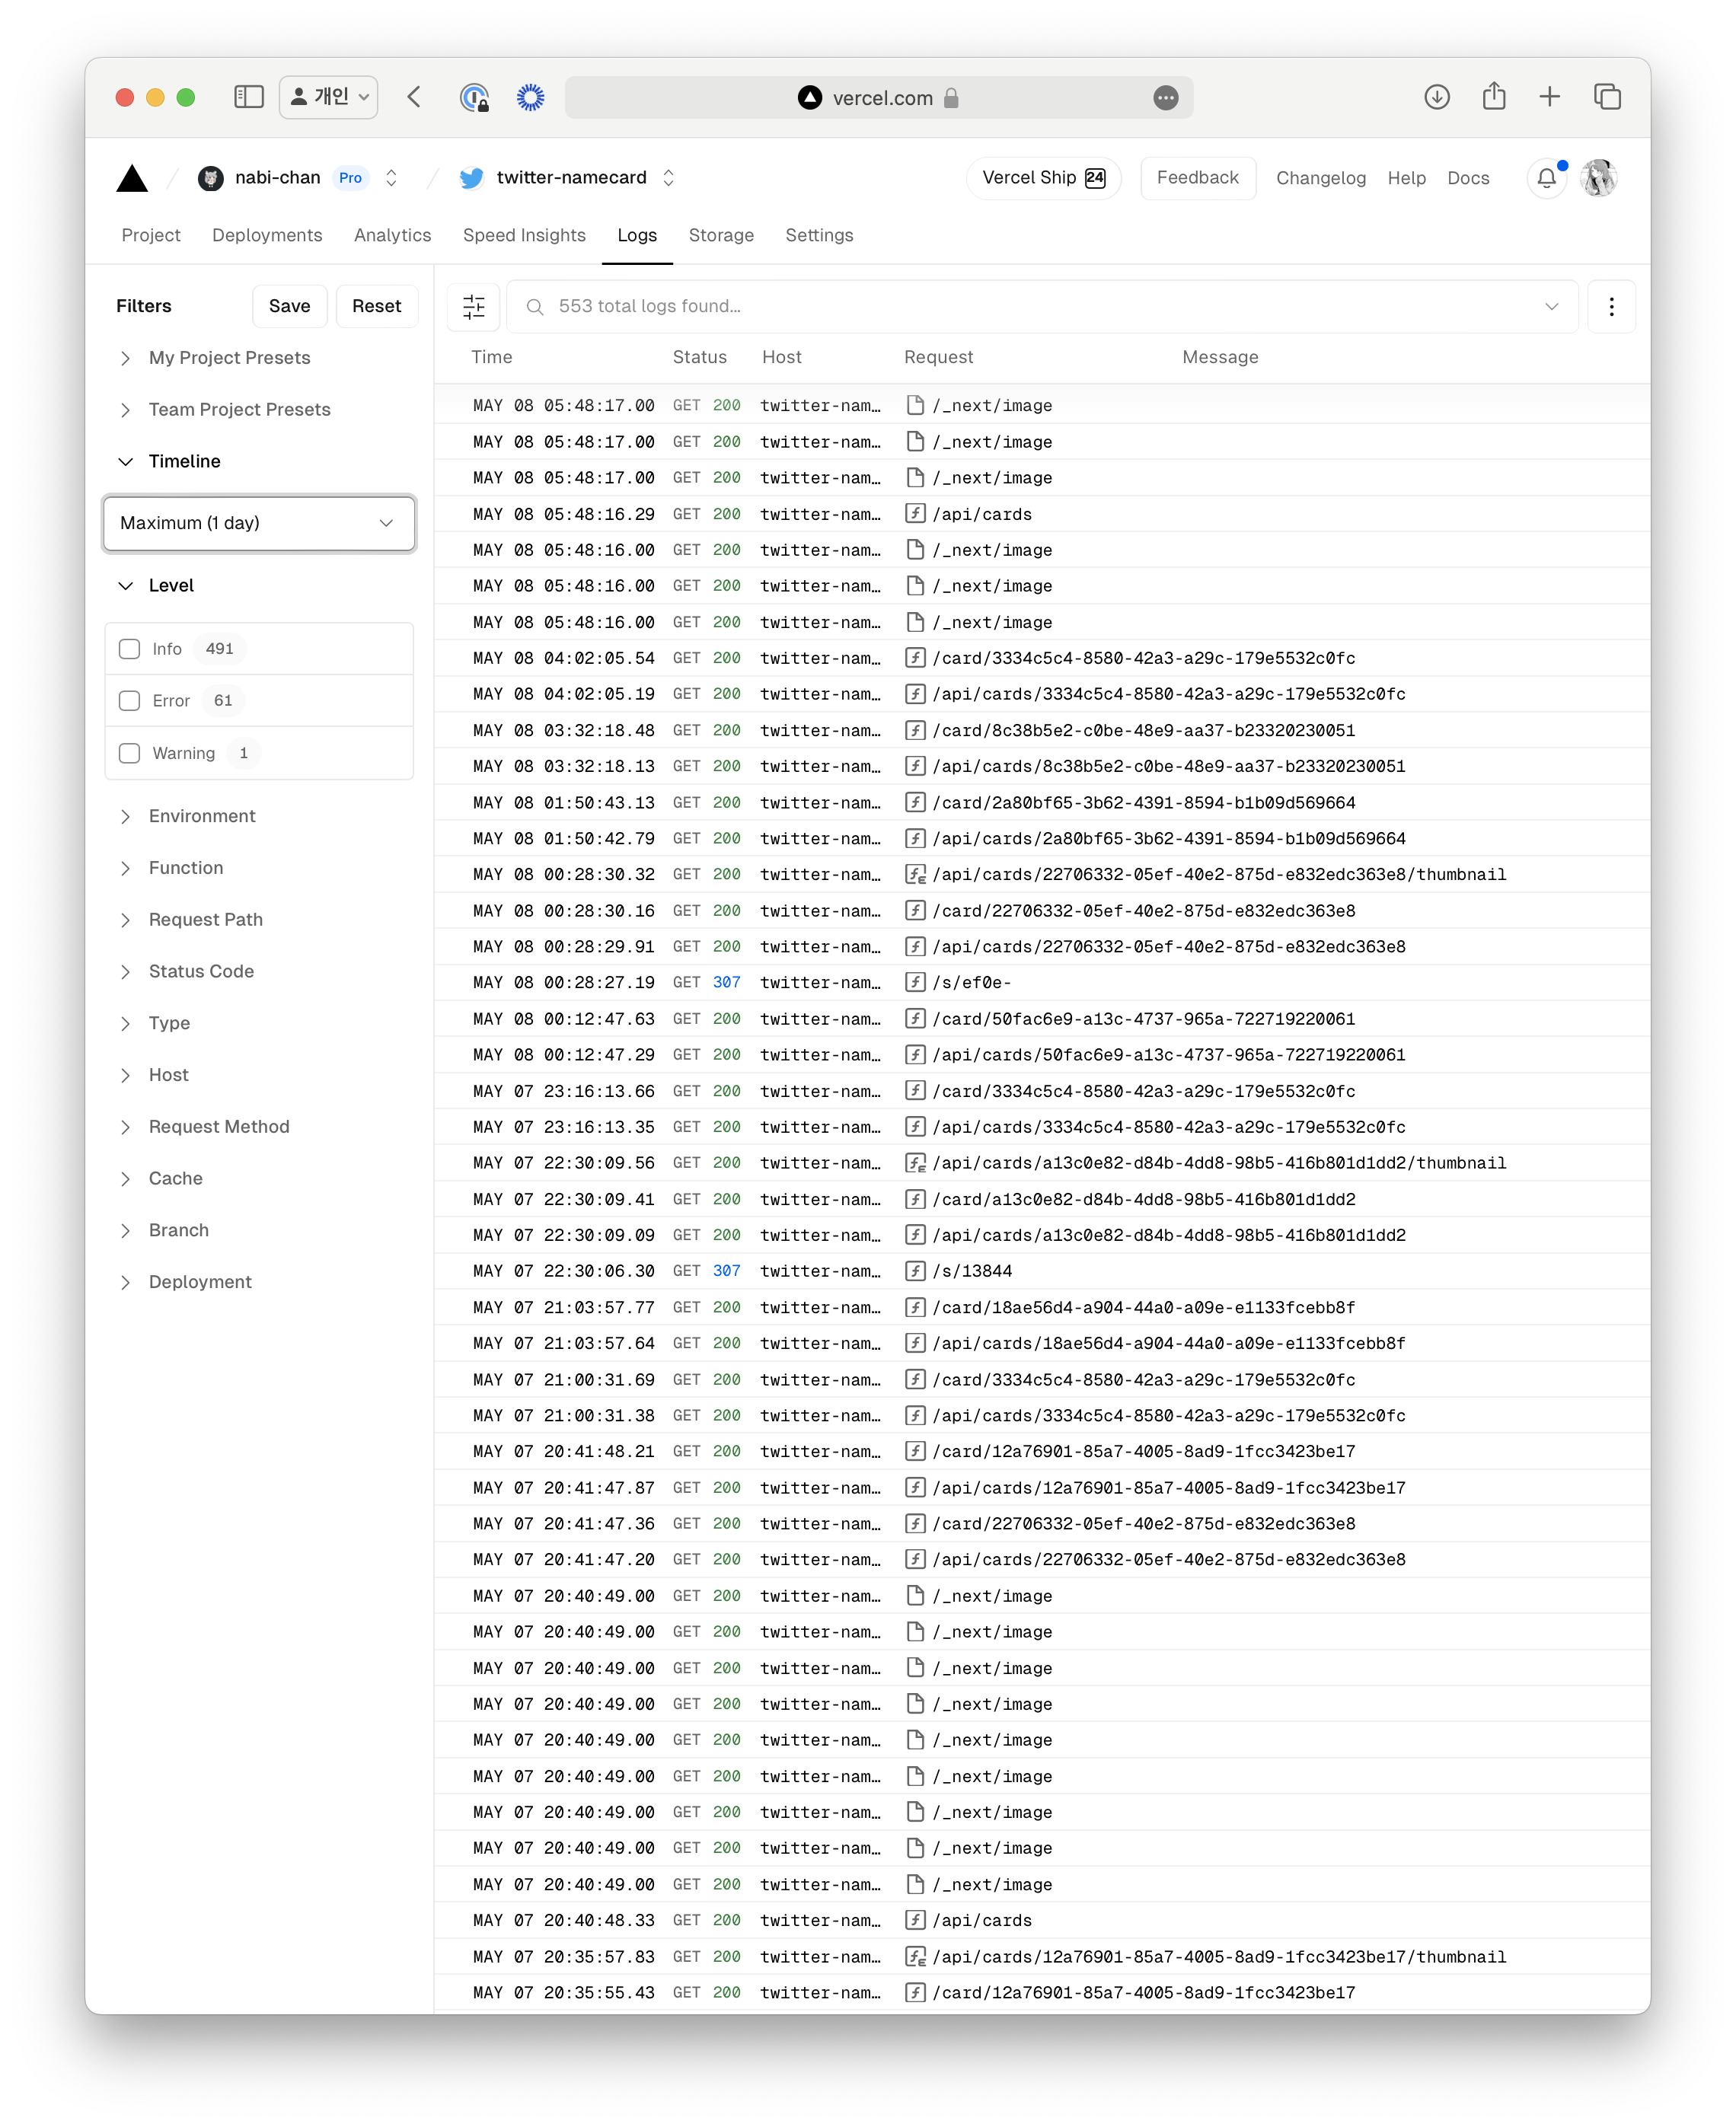 개인
vercel.com
nabi-chan Pro twitter-namecard Vercel Ship 24 Feedback Changelog Help Docs
Project Deployments Analytics Speed Insights Logs Storage Settings
Filters Save Reset
My Project Presets
Team Project Presets
Timeline
Maximum (1 day)
Level
Info 491
Error 61
Warning 1
Environment
Function
Request Path
Status Code
Type
Host
Request Method
Cache
Branch
Deployment
553 total logs found...
Time Status Host Request Message
MAY 08 05:48:17.00 GET 200 twitter-nam… /_next/image
MAY 08 05:48:17.00 GET 200 twitter-nam… /_next/image
MAY 08 05:48:17.00 GET 200 twitter-nam… /_next/image
MAY 08 05:48:16.29 GET 200 twitter-nam… /api/cards
MAY 08 05:48:16.00 GET 200 twitter-nam… /_next/image
MAY 08 05:48:16.00 GET 200 twitter-nam… /_next/image
MAY 08 05:48:16.00 GET 200 twitter-nam… /_next/image
MAY 08 04:02:05.54 GET 200 twitter-nam… /card/3334c5c4-8580-42a3-a29c-179e5532c0fc
MAY 08 04:02:05.19 GET 200 twitter-nam… /api/cards/3334c5c4-8580-42a3-a29c-179e5532c0fc
MAY 08 03:32:18.48 GET 200 twitter-nam… /card/8c38b5e2-c0be-48e9-aa37-b23320230051
MAY 08 03:32:18.13 GET 200 twitter-nam… /api/cards/8c38b5e2-c0be-48e9-aa37-b23320230051
MAY 08 01:50:43.13 GET 200 twitter-nam… /card/2a80bf65-3b62-4391-8594-b1b09d569664
MAY 08 01:50:42.79 GET 200 twitter-nam… /api/cards/2a80bf65-3b62-4391-8594-b1b09d569664
MAY 08 00:28:30.32 GET 200 twitter-nam… /api/cards/22706332-05ef-40e2-875d-e832edc363e8/thumbnail
MAY 08 00:28:30.16 GET 200 twitter-nam… /card/22706332-05ef-40e2-875d-e832edc363e8
MAY 08 00:28:29.91 GET 200 twitter-nam… /api/cards/22706332-05ef-40e2-875d-e832edc363e8
MAY 08 00:28:27.19 GET 307 twitter-nam… /s/ef0e-
MAY 08 00:12:47.63 GET 200 twitter-nam… /card/50fac6e9-a13c-4737-965a-722719220061
MAY 08 00:12:47.29 GET 200 twitter-nam… /api/cards/50fac6e9-a13c-4737-965a-722719220061
MAY 07 23:16:13.66 GET 200 twitter-nam… /card/3334c5c4-8580-42a3-a29c-179e5532c0fc
MAY 07 23:16:13.35 GET 200 twitter-nam… /api/cards/3334c5c4-8580-42a3-a29c-179e5532c0fc
MAY 07 22:30:09.56 GET 200 twitter-nam… /api/cards/a13c0e82-d84b-4dd8-98b5-416b801d1dd2/thumbnail
MAY 07 22:30:09.41 GET 200 twitter-nam… /card/a13c0e82-d84b-4dd8-98b5-416b801d1dd2
MAY 07 22:30:09.09 GET 200 twitter-nam… /api/cards/a13c0e82-d84b-4dd8-98b5-416b801d1dd2
MAY 07 22:30:06.30 GET 307 twitter-nam… /s/13844
MAY 07 21:03:57.77 GET 200 twitter-nam… /card/18ae56d4-a904-44a0-a09e-e1133fcebb8f
MAY 07 21:03:57.64 GET 200 twitter-nam… /api/cards/18ae56d4-a904-44a0-a09e-e1133fcebb8f
MAY 07 21:00:31.69 GET 200 twitter-nam… /card/3334c5c4-8580-42a3-a29c-179e5532c0fc
MAY 07 21:00:31.38 GET 200 twitter-nam… /api/cards/3334c5c4-8580-42a3-a29c-179e5532c0fc
MAY 07 20:41:48.21 GET 200 twitter-nam… /card/12a76901-85a7-4005-8ad9-1fcc3423be17
MAY 07 20:41:47.87 GET 200 twitter-nam… /api/cards/12a76901-85a7-4005-8ad9-1fcc3423be17
MAY 07 20:41:47.36 GET 200 twitter-nam… /card/22706332-05ef-40e2-875d-e832edc363e8
MAY 07 20:41:47.20 GET 200 twitter-nam… /api/cards/22706332-05ef-40e2-875d-e832edc363e8
MAY 07 20:40:49.00 GET 200 twitter-nam… /_next/image
MAY 07 20:40:49.00 GET 200 twitter-nam… /_next/image
MAY 07 20:40:49.00 GET 200 twitter-nam… /_next/image
MAY 07 20:40:49.00 GET 200 twitter-nam… /_next/image
MAY 07 20:40:49.00 GET 200 twitter-nam… /_next/image
MAY 07 20:40:49.00 GET 200 twitter-nam… /_next/image
MAY 07 20:40:49.00 GET 200 twitter-nam… /_next/image
MAY 07 20:40:49.00 GET 200 twitter-nam… /_next/image
MAY 07 20:40:49.00 GET 200 twitter-nam… /_next/image
MAY 07 20:40:48.33 GET 200 twitter-nam… /api/cards
MAY 07 20:35:57.83 GET 200 twitter-nam… /api/cards/12a76901-85a7-4005-8ad9-1fcc3423be17/thumbnail
MAY 07 20:35:55.43 GET 200 twitter-nam… /card/12a76901-85a7-4005-8ad9-1fcc3423be17